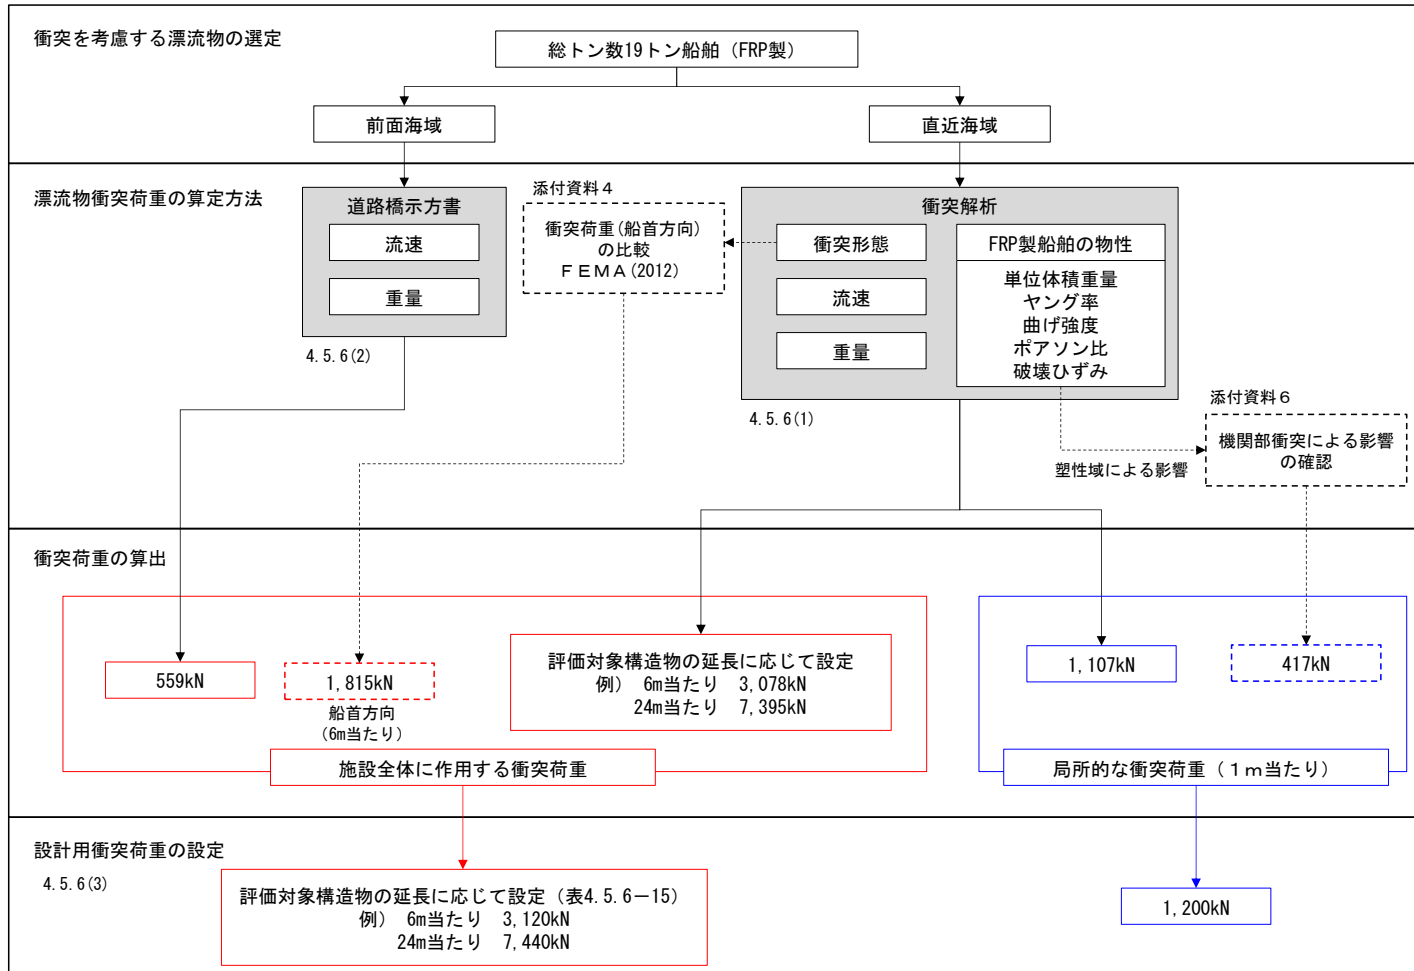 衝突を考慮する漂流物の選定
総トン数19トン船舶（FRP製）
前面海域
直近海域
漂流物衝突荷重の算定方法
道路橋示方書
流速
重量
4.5.6(2)
添付資料４
衝突荷重(船首方向)
の比較
ＦＥＭＡ(2012)
衝突解析
衝突形態
流速
重量
FRP製船舶の物性
単位体積重量
ヤング率
曲げ強度
ポアソン比
破壊ひずみ
4.5.6(1)
塑性域による影響
添付資料６
機関部衝突による影響
の確認
衝突荷重の算出
559kN
1,815kN
船首方向
(6m当たり)
評価対象構造物の延長に応じて設定
例） 6m当たり 3,078kN
24m当たり 7,395kN
施設全体に作用する衝突荷重
1,107kN
417kN
局所的な衝突荷重（１ｍ当たり）
設計用衝突荷重の設定
4.5.6(3)
評価対象構造物の延長に応じて設定（表4.5.6－15）
例） 6m当たり 3,120kN
24m当たり 7,440kN
1,200kN